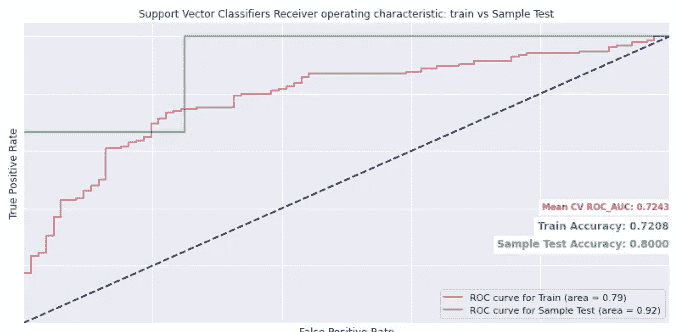 Support Vector Classifiers Receiver operating characteristic: train vs Sample Test
True Positive Rate
Mean CV ROC_AUC: 0.7243
Train Accuracy: 0.7208
Sample Test Accuracy: 0.8000
ROC curve for Train (area = 0.79)
ROC curve for Sample Test (area = 0.92)
False Positive Rate